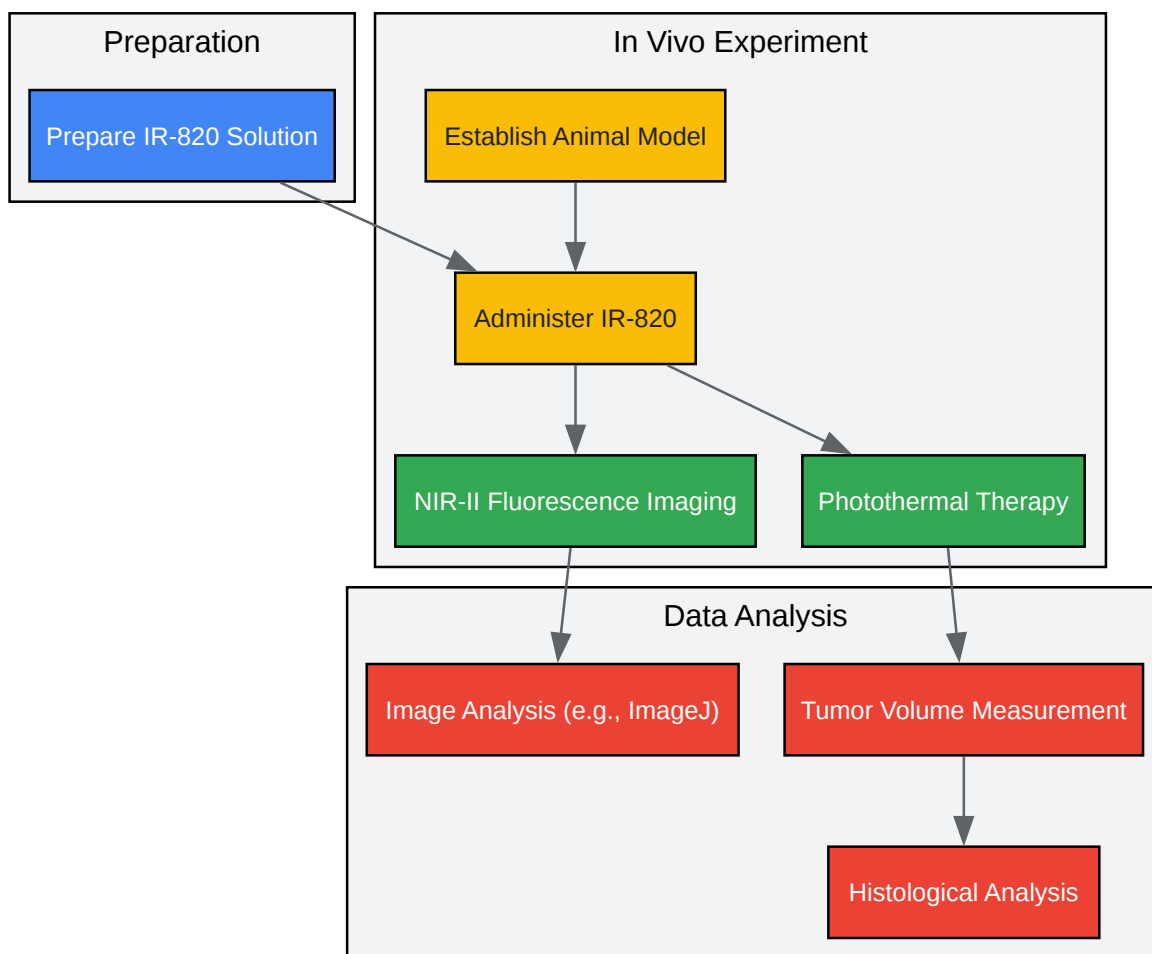 Preparation
In Vivo Experiment
Prepare IR-820 Solution
Establish Animal Model
Administer IR-820
NIR-II Fluorescence Imaging
Photothermal Therapy
Data Analysis
Image Analysis (e.g., ImageJ)
Tumor Volume Measurement
Histological Analysis